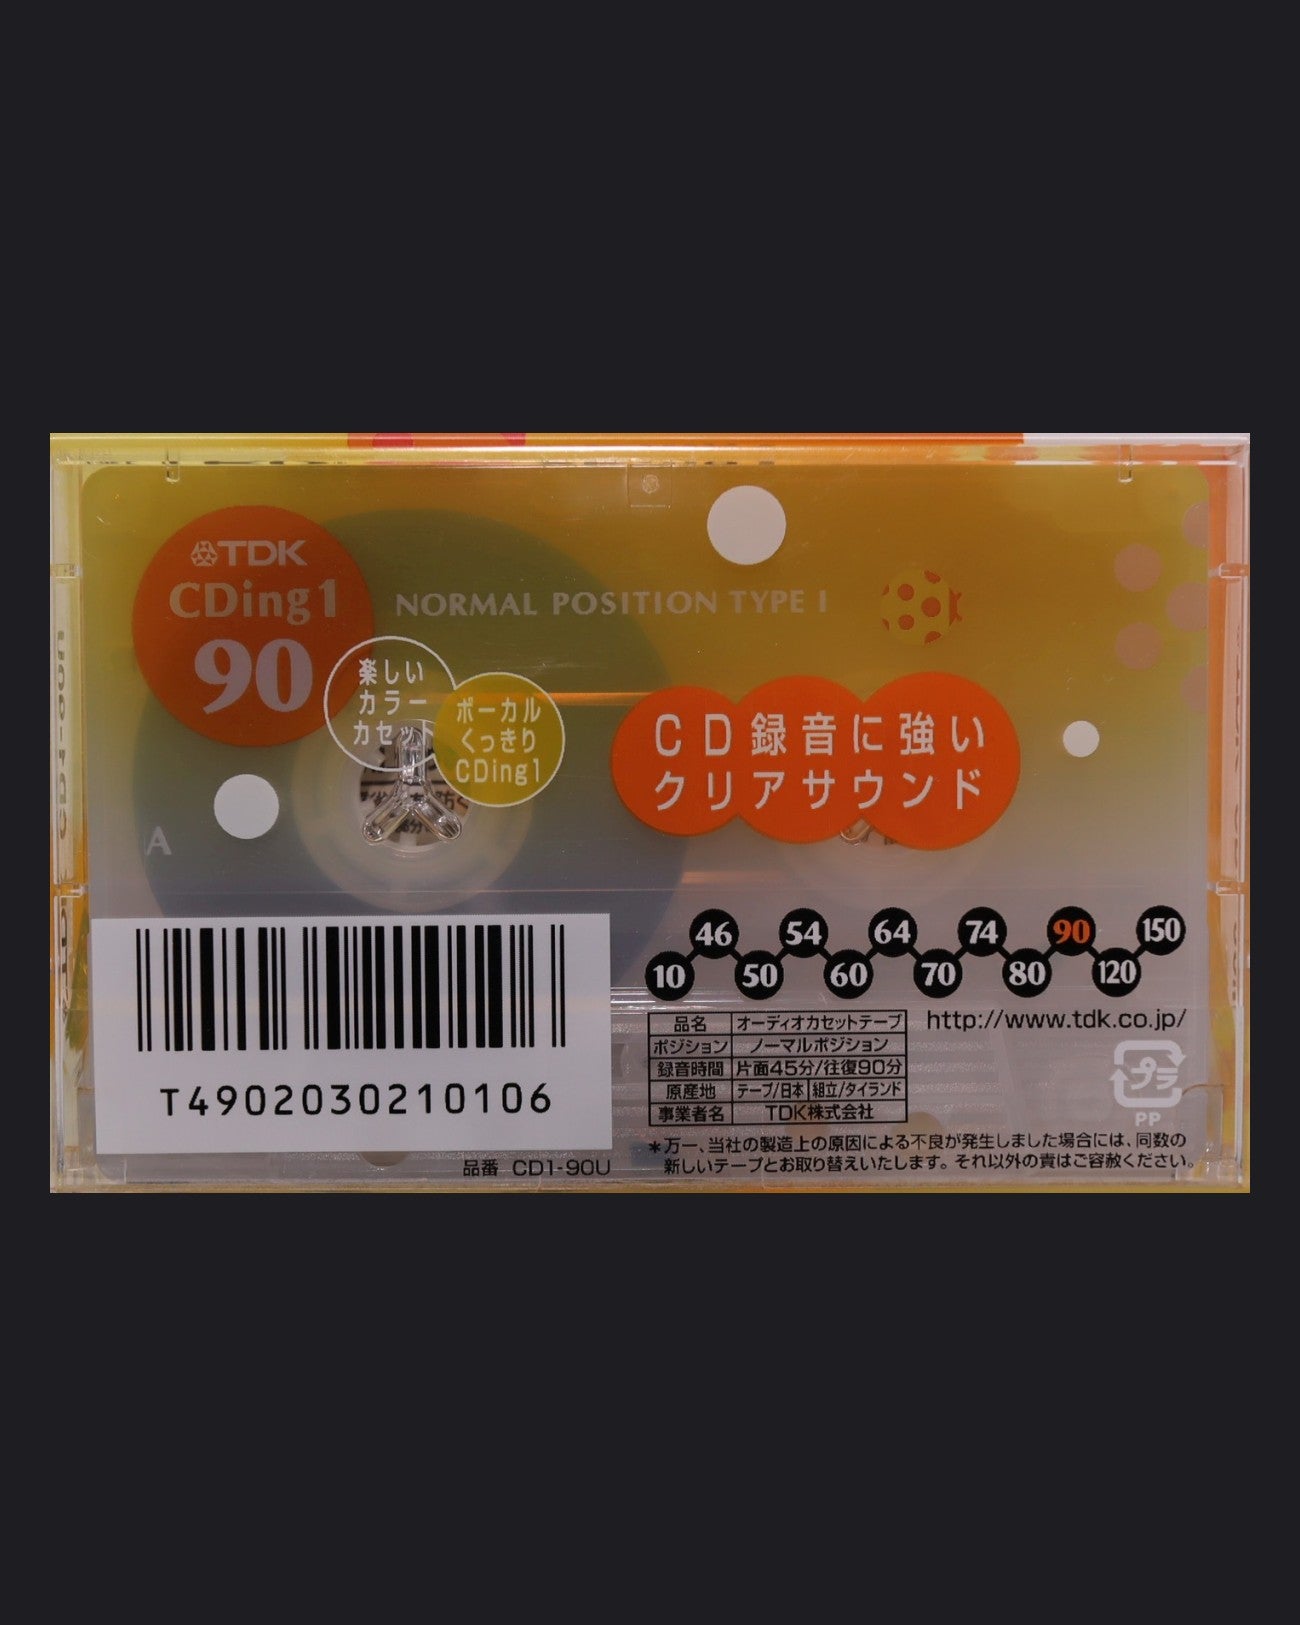 TDK
CDing1
90
NORMAL POSITION TYPE I
楽しい
カラー
カセット
ボーカル
くっきり
CDing1
CD録音に強い
クリアサウンド
A
10 46 50 54 60 64 70 74 80 90 120 150
T4902030210106
品番 CD1-90U
品名 オーディオカセットテープ
ポジション ノーマルポジション
録音時間 片面45分/往復90分
原産地 テープ/日本 組立/タイランド
事業者名 TDK株式会社
http://www.tdk.co.jp/
プラ
PP
*万一、当社の製造上の原因による不良が発生しました場合には、同数の
新しいテープとお取り替えいたします。それ以外の責はご容赦ください。